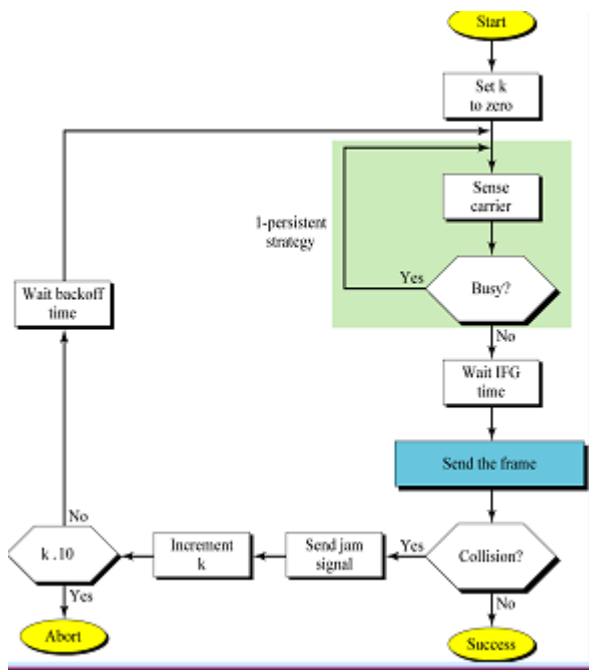 Start
Set k
to zero
Sense
carrier
1-persistent
strategy
Yes
Busy?
No
Wait backoff
time
Wait IFG
time
Send the frame
Collision?
Yes
Send jam
signal
Increment
k
k .10
No
Yes
Abort
No
Success